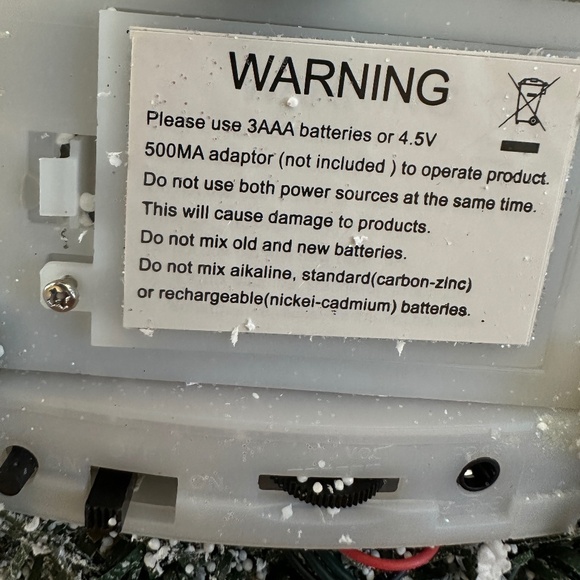 WARNING
Please use 3AAA batteries or 4.5V
500MA adaptor (not included ) to operate product.
Do not use both power sources at the same time.
This will cause damage to products.
Do not mix old and new batteries.
Do not mix aikaline, standard(carbon-zinc)
or rechargeable(nickei-cadmium) batteries.